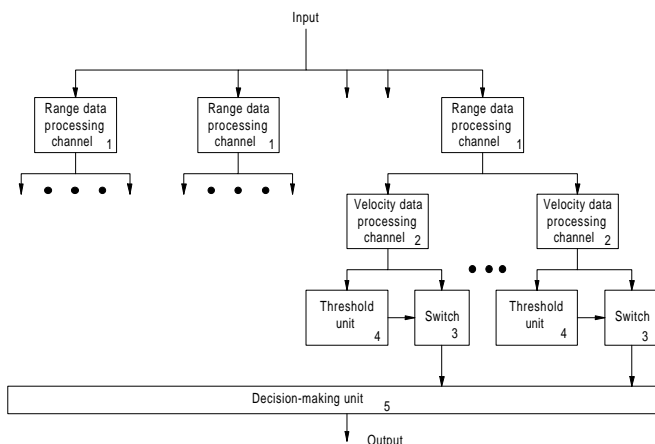 Input
Range data
processing
channel 1
Range data
processing
channel 1
Range data
processing
channel 1
Velocity data
processing
channel 2
Velocity data
processing
channel 2
Threshold
unit
4
Switch
3
Threshold
unit
4
Switch
3
Decision-making unit 5
Output